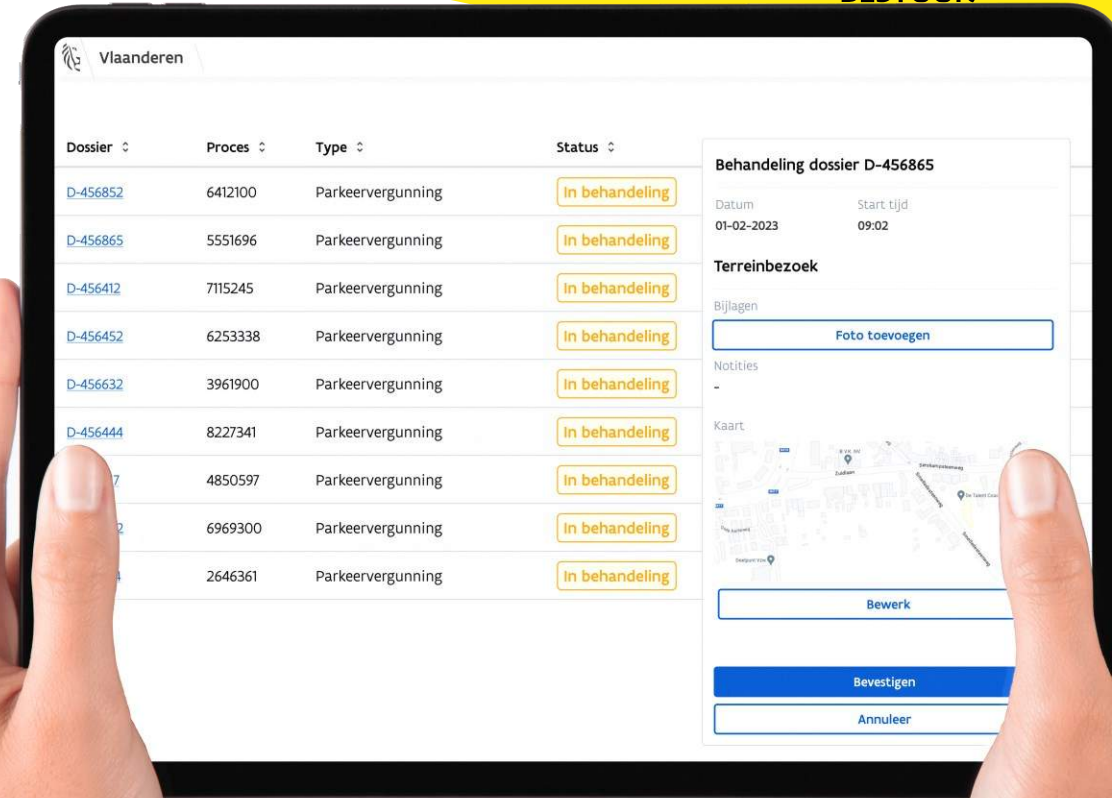 Vlaanderen
Dossier Proces Type Status
D-456852 6412100 Parkeervergunning In behandeling
D-456865 5551696 Parkeervergunning In behandeling
D-456412 7115245 Parkeervergunning In behandeling
D-456452 6253338 Parkeervergunning In behandeling
D-456632 3961900 Parkeervergunning In behandeling
D-456444 8227341 Parkeervergunning In behandeling
7 4850597 Parkeervergunning In behandeling
2 6969300 Parkeervergunning In behandeling
2646361 Parkeervergunning In behandeling
Behandeling dossier D-456865
Datum Start tijd
01-02-2023 09:02
Terreinbezoek
Bijlagen
Foto toevoegen
Notities
-
Kaart
Zuidlaan
Bewerk
Bevestigen
Annuleer